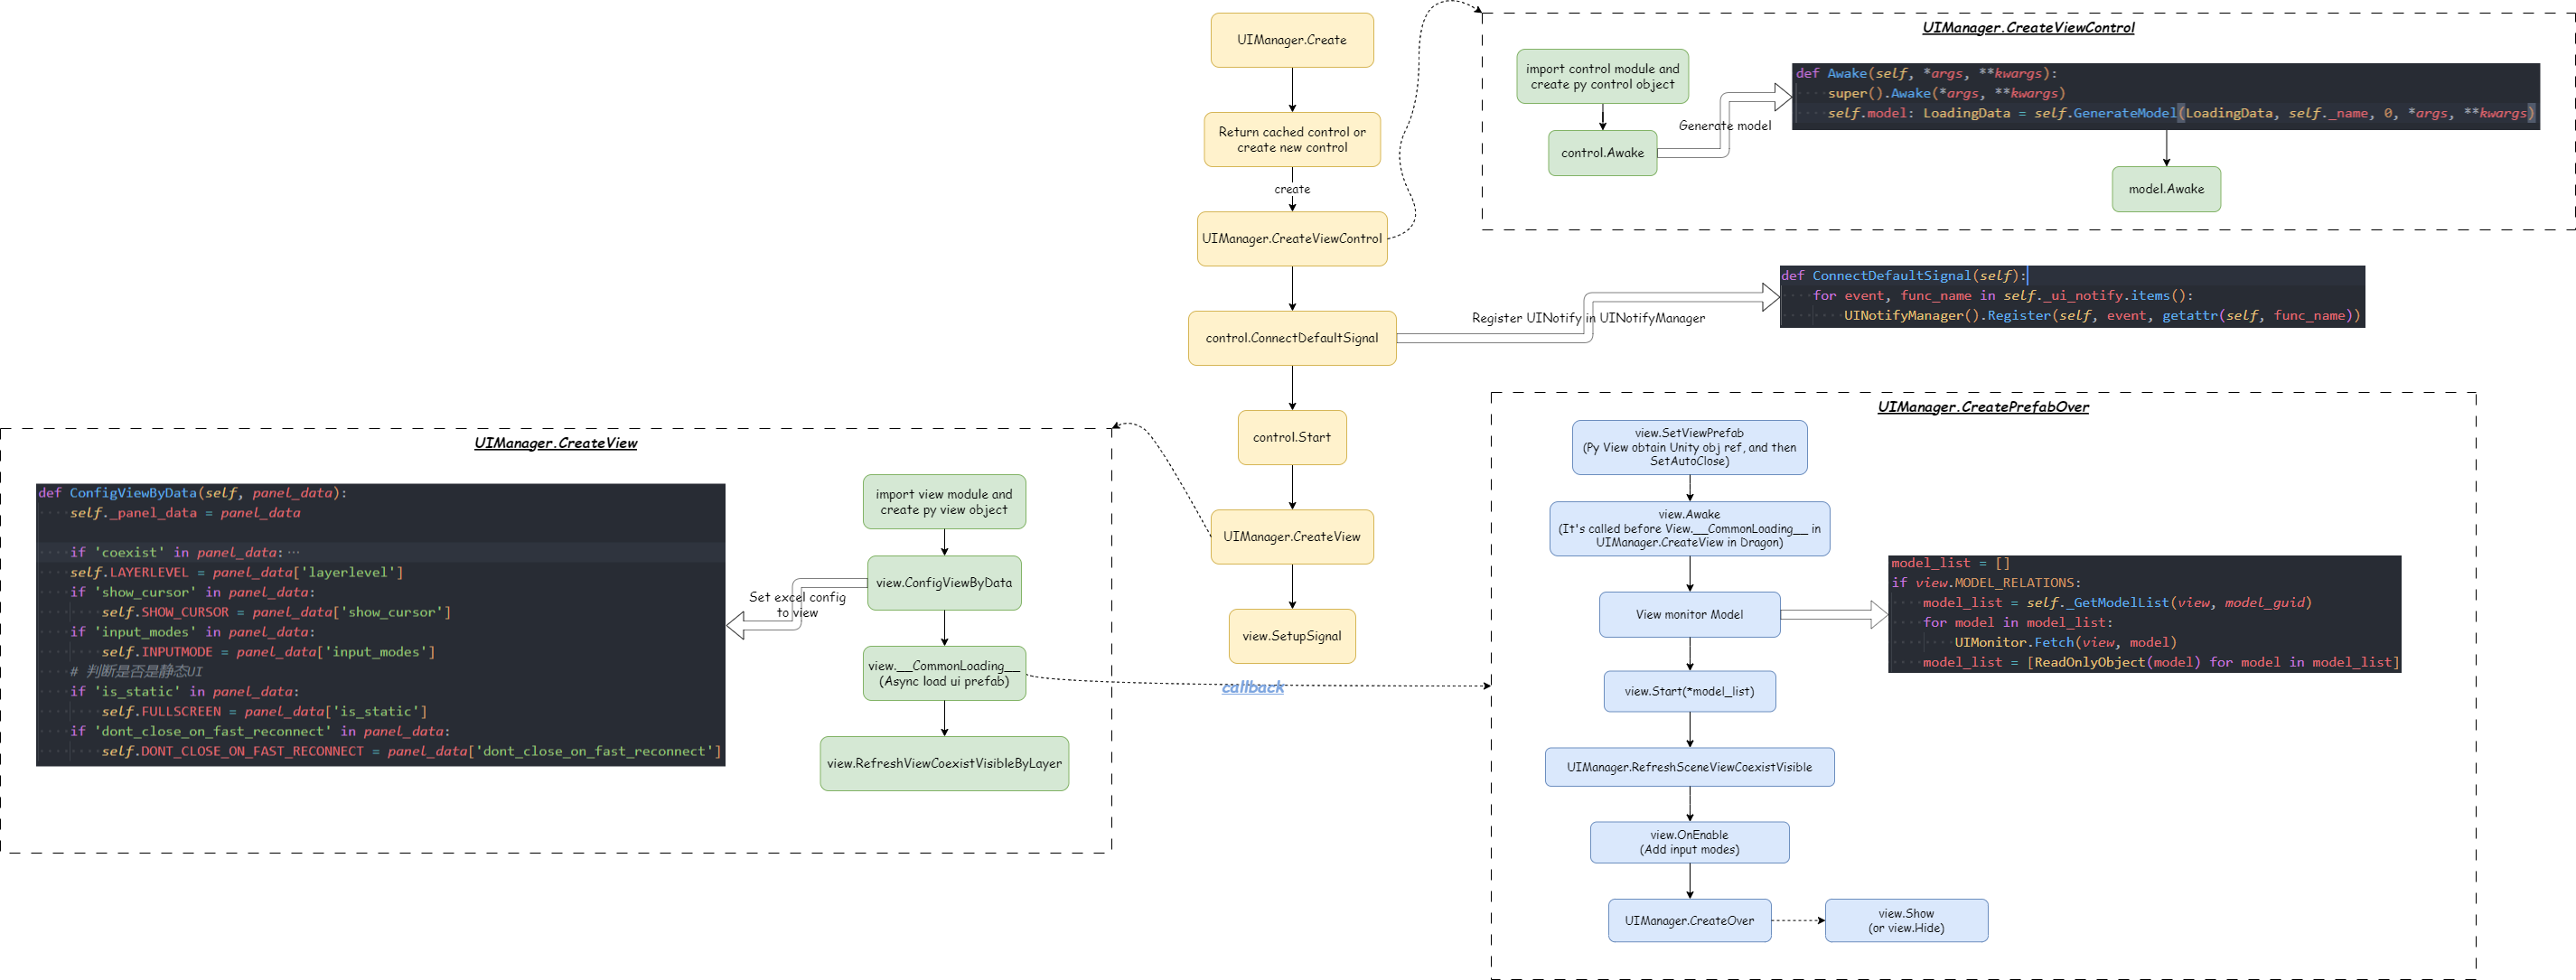 UIManager.Create
Return cached control or
create new control
create
UIManager.CreateViewControl
control.ConnectDefaultSignal
control.Start
UIManager.CreateView
view.SetupSignal
UIManager.CreateViewControl
import control module and
create py control object
control.Awake
Generate model
def Awake(self, *args, **kwargs):
super().Awake(*args, **kwargs)
self.model: LoadingData = self.GenerateModel(LoadingData, self._name, 0, *args, **kwargs)
model.Awake
Register UINotify in UINotifyManager
def ConnectDefaultSignal(self):
for event, func_name in self._ui_notify.items():
UINotifyManager().Register(self, event, getattr(self, func_name))
UIManager.CreateView
def ConfigViewByData(self, panel_data):
self._panel_data = panel_data
if 'coexist' in panel_data:···
self.LAYERLEVEL = panel_data['layerlevel']
if 'show_cursor' in panel_data:
self.SHOW_CURSOR = panel_data['show_cursor']
if 'input_modes' in panel_data:
self.INPUTMODE = panel_data['input_modes']
# 判断是否是静态UI
if 'is_static' in panel_data:
self.FULLSCREEN = panel_data['is_static']
if 'dont_close_on_fast_reconnect' in panel_data:
self.DONT_CLOSE_ON_FAST_RECONNECT = panel_data['dont_close_on_fast_reconnect']
Set excel config
to view
import view module and
create py view object
view.ConfigViewByData
view.__CommonLoading__
(Async load ui prefab)
view.RefreshViewCoexistVisibleByLayer
callback
UIManager.CreatePrefabOver
view.SetViewPrefab
(Py View obtain Unity obj ref, and then
SetAutoClose)
view.Awake
(It's called before View.__CommonLoading__ in
UIManager.CreateView in Dragon)
View monitor Model
model_list = []
if view.MODEL_RELATIONS:
model_list = self._GetModelList(view, model_guid)
for model in model_list:
UIMonitor.Fetch(view, model)
model_list = [ReadOnlyObject(model) for model in model_list]
view.Start(*model_list)
UIManager.RefreshSceneViewCoexistVisible
view.OnEnable
(Add input modes)
UIManager.CreateOver
view.Show
(or view.Hide)